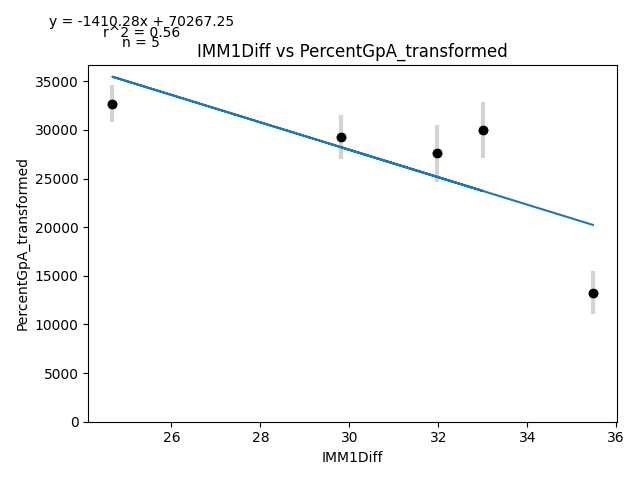 y = -1410.28x + 70267.25
r^2 = 0.56
n = 5
IMM1Diff vs PercentGpA_transformed
PercentGpA_transformed
35000
30000
25000
20000
15000
10000
5000
0
26 28 30 32 34 36
IMM1Diff